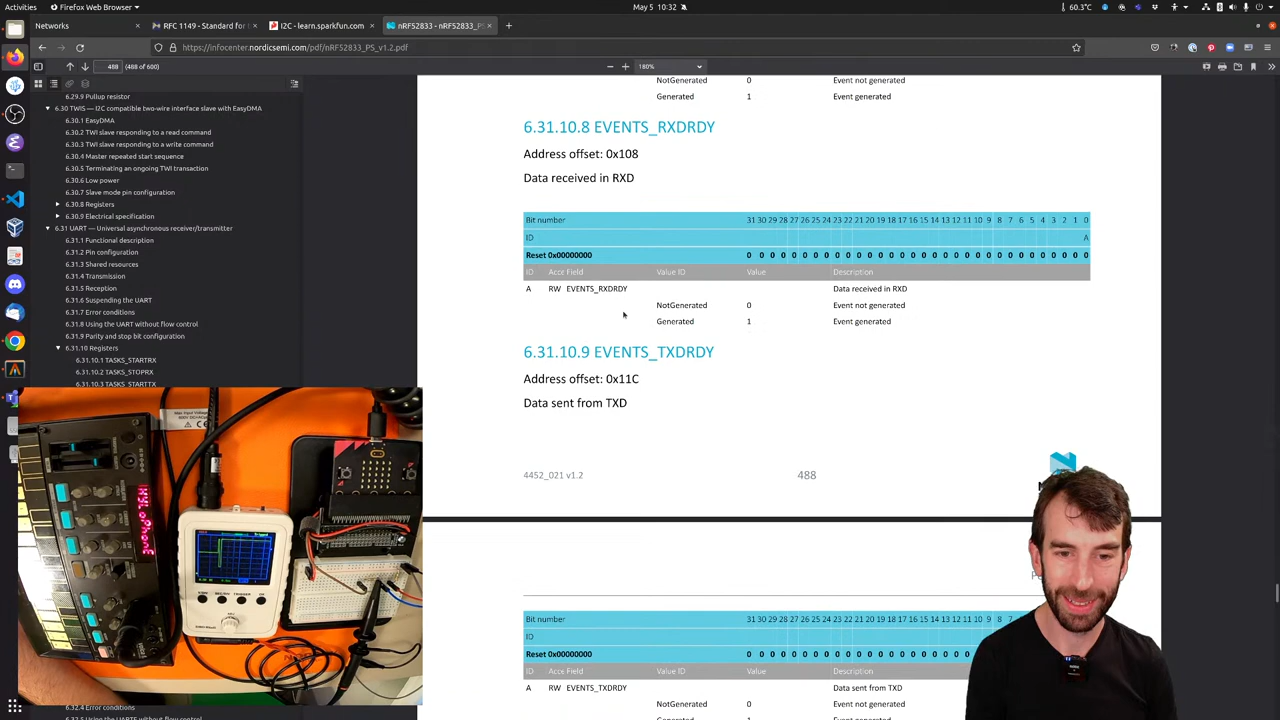 Activities
Firefox Web Browser
May 5 10:32
60.3°C
Networks
RFC 1149 - Standard for
I2C - learn.sparkfun.com
nRF52833 - nRF52833_PS
https://infocenter.nordicsemi.com/pdf/nRF52833_PS_v1.2.pdf
488 (488 of 600)
180%
6.29.9 Pullup resistor
6.30 TWIS — I2C compatible two-wire interface slave with EasyDMA
6.30.1 EasyDMA
6.30.2 TWI slave responding to a read command
6.30.3 TWI slave responding to a write command
6.30.4 Master repeated start sequence
6.30.5 Terminating an ongoing TWI transaction
6.30.6 Low power
6.30.7 Slave mode pin configuration
6.30.8 Registers
6.30.9 Electrical specification
6.31 UART — Universal asynchronous receiver/transmitter
6.31.1 Functional description
6.31.2 Pin configuration
6.31.3 Shared resources
6.31.4 Transmission
6.31.5 Reception
6.31.6 Suspending the UART
6.31.7 Error conditions
6.31.8 Using the UART without flow control
6.31.9 Parity and stop bit configuration
6.31.10 Registers
6.31.10.1 TASKS_STARTRX
6.31.10.2 TASKS_STOPRX
6.31.10.3 TASKS_STARTTX
6.32.4 Error conditions
NotGenerated 0 Event not generated
Generated 1 Event generated
6.31.10.8 EVENTS_RXDRDY
Address offset: 0x108
Data received in RXD
Bit number 31 30 29 28 27 26 25 24 23 22 21 20 19 18 17 16 15 14 13 12 11 10 9 8 7 6 5 4 3 2 1 0
ID A
Reset 0x00000000 0 0 0 0 0 0 0 0 0 0 0 0 0 0 0 0 0 0 0 0 0 0 0 0 0 0 0 0 0 0 0 0
ID Acce Field Value ID Value Description
A RW EVENTS_RXDRDY Data received in RXD
NotGenerated 0 Event not generated
Generated 1 Event generated
6.31.10.9 EVENTS_TXDRDY
Address offset: 0x11C
Data sent from TXD
4452_021 v1.2 488
Bit number 31 30 29 28 27 26 25 24 23 22 21 20 19 18 17 16 15 14 13 12 11 10 9 8 7
ID
Reset 0x00000000 0 0 0 0 0 0 0 0 0 0 0 0 0 0 0 0 0 0 0 0 0
ID Acce Field Value ID Value Description
A RW EVENTS_TXDRDY Data sent from TXD
NotGenerated 0 Event not generated